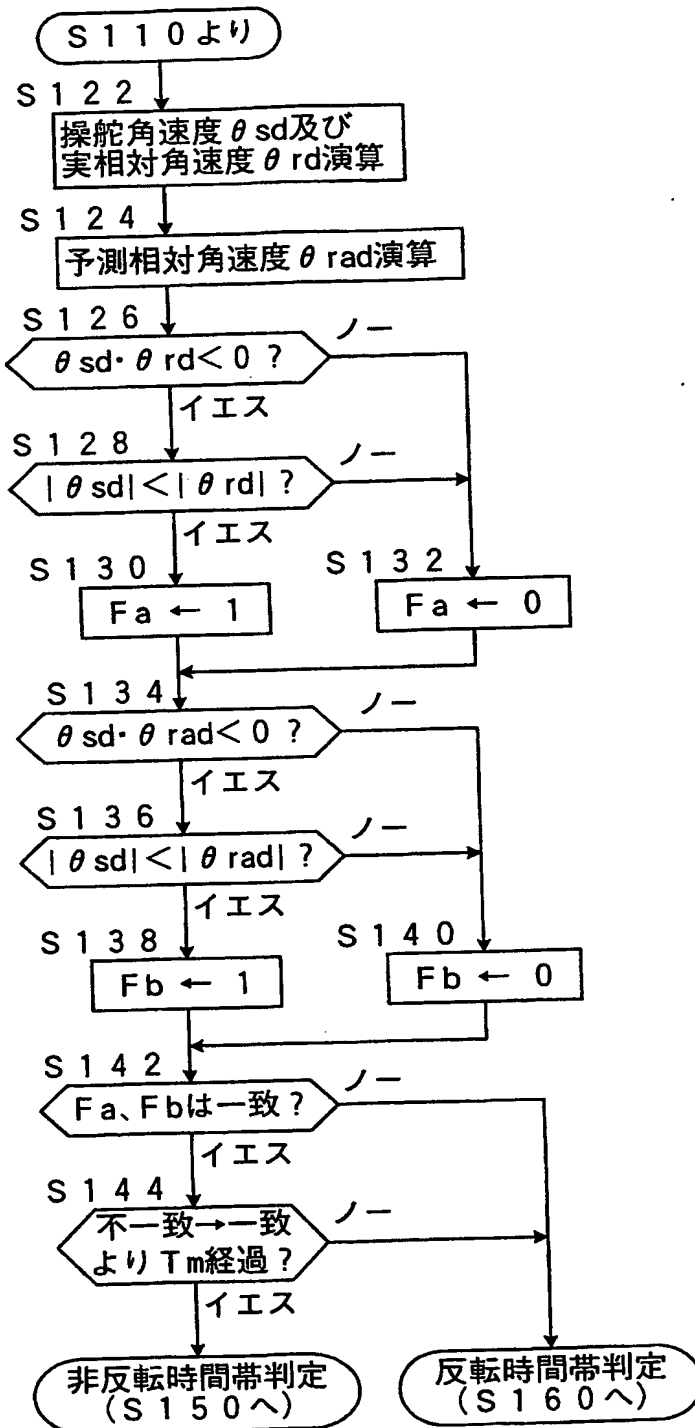 S110より
S122
操舵角速度θsd及び
実相対角速度θrd演算
S124
予測相対角速度θrad演算
S126
θsd・θrd<0?
ノー
イエス
S128
|θsd|<|θrd|?
ノー
イエス
S130
Fa ← 1
S132
Fa ← 0
S134
θsd・θrad<0?
ノー
イエス
S136
|θsd|<|θrad|?
ノー
イエス
S138
Fb ← 1
S140
Fb ← 0
S142
Fa、Fbは一致?
ノー
イエス
S144
不一致→一致
よりTm経過?
ノー
イエス
非反転時間帯判定
(S150へ)
反転時間帯判定
(S160へ)